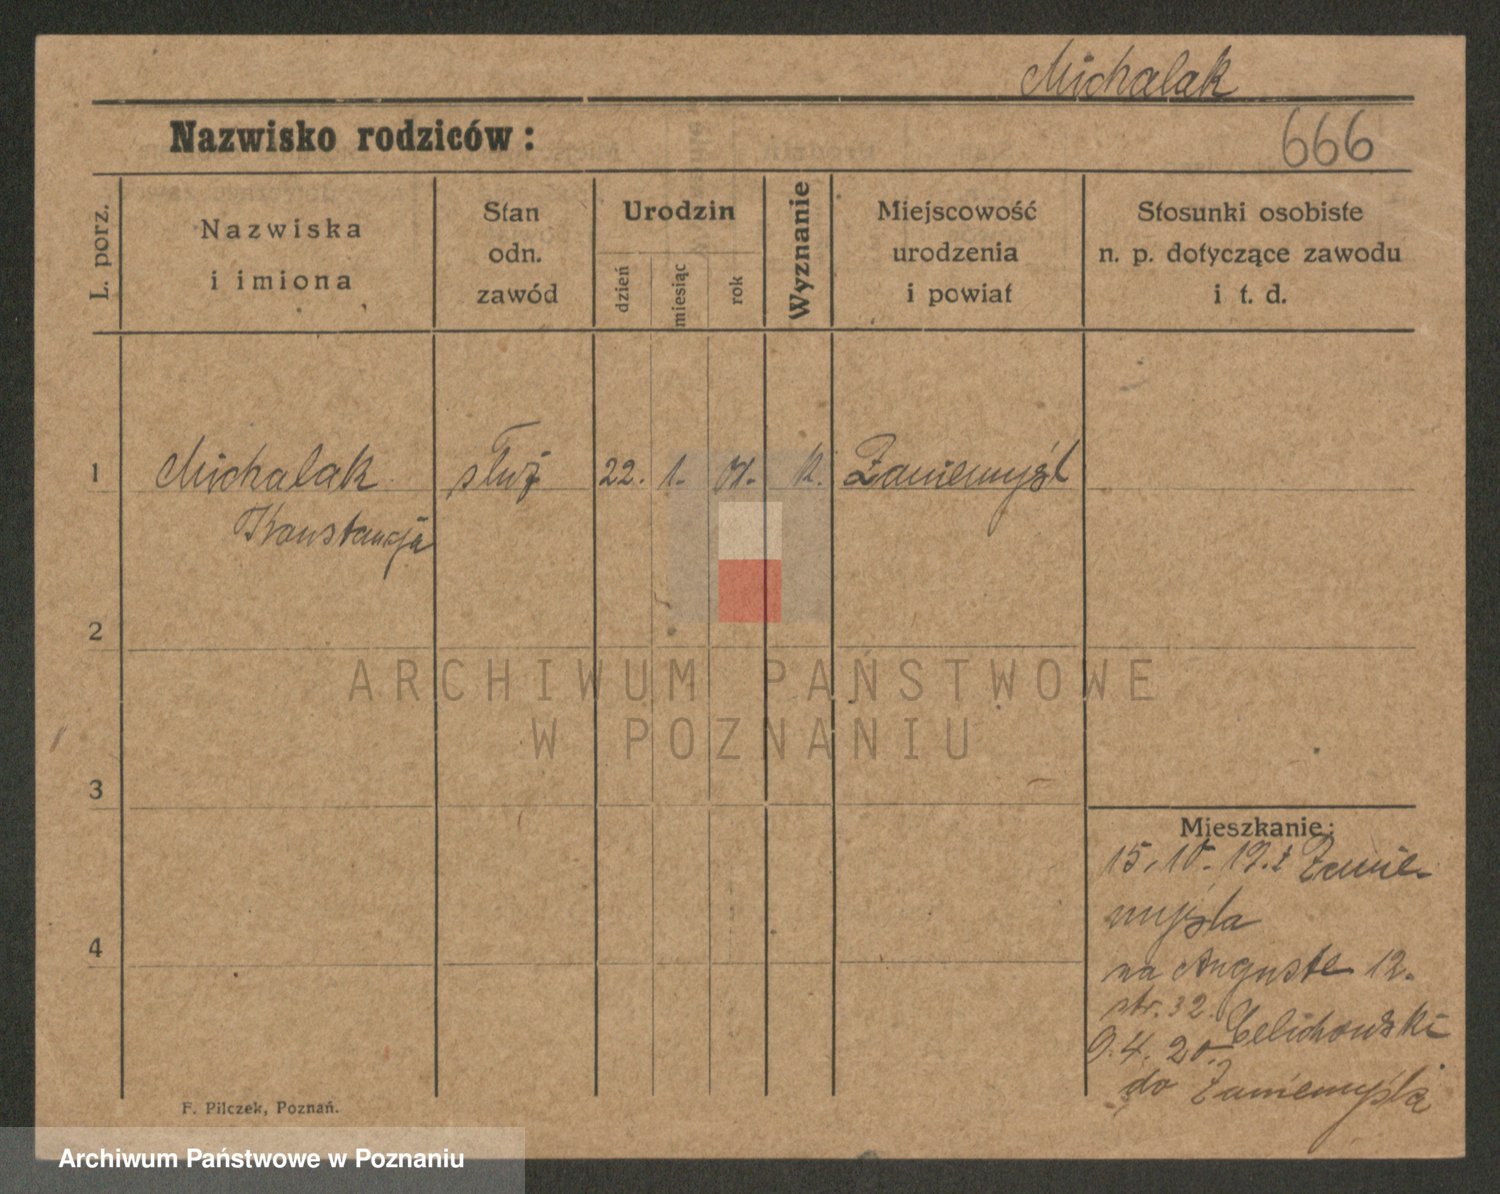 Michalak
Nazwisko rodziców:
666
L. porz.
Nazwiska
i imiona
Stan
odn.
zawód
Urodzin
dzień
miesiąc
rok
Wyznanie
Miejscowość
urodzenia
i powiat
Stosunki osobiste
n. p. dotyczące zawodu
i t. d.
1
Michalak służ 22. 1. 01. k. Zaniemyśl
Konstancja
2
ARCHIWUM PAŃSTWOWE
W POZNANIU
3
Mieszkanie:
15.10.19. z Zanie-
myśla
na Auguste 12.
str. 32. Celichowski
9.4.20.
do Zaniemyśla
4
F. Pilczek, Poznań.
Archiwum Państwowe w Poznaniu